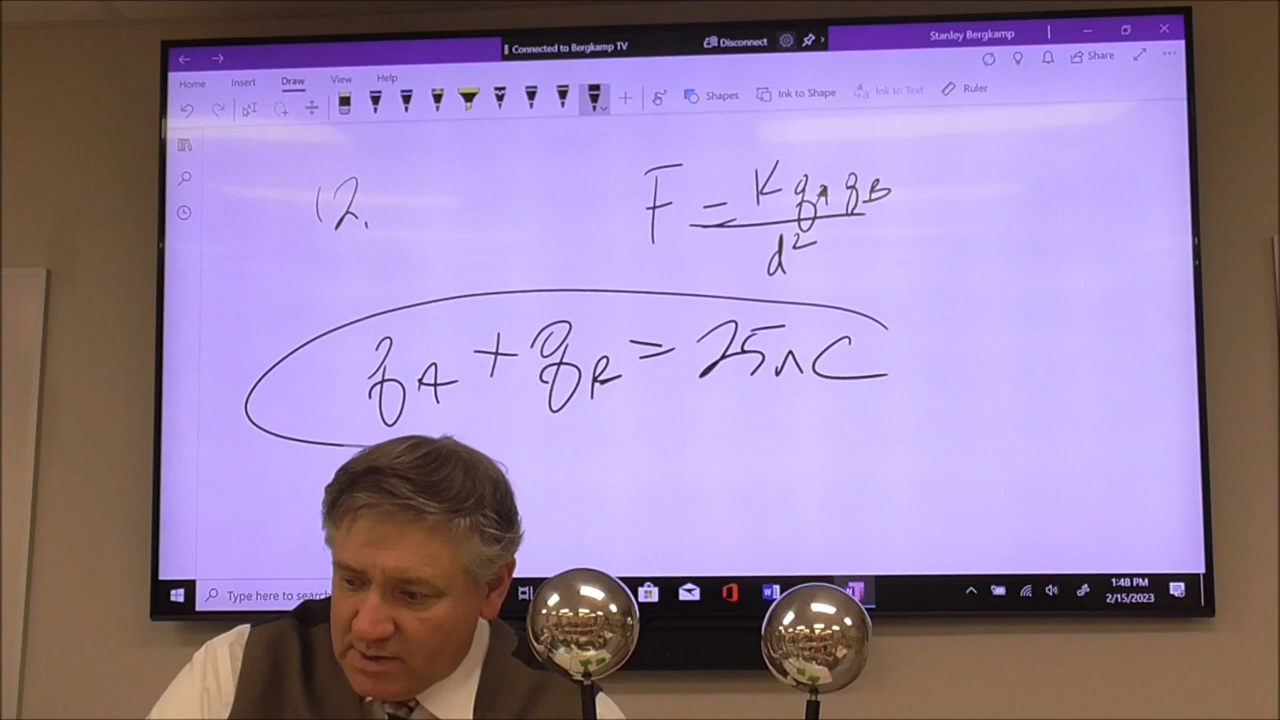 Connected to Bergkamp TV
Disconnect
Stanley Bergkamp
Home Insert Draw View Help
Share
Shapes
Ink to Shape
Ink to Text
Ruler
12.
F = K qA qB
d²
qA + qB = 25nC
Type here to search
1:48 PM
2/15/2023